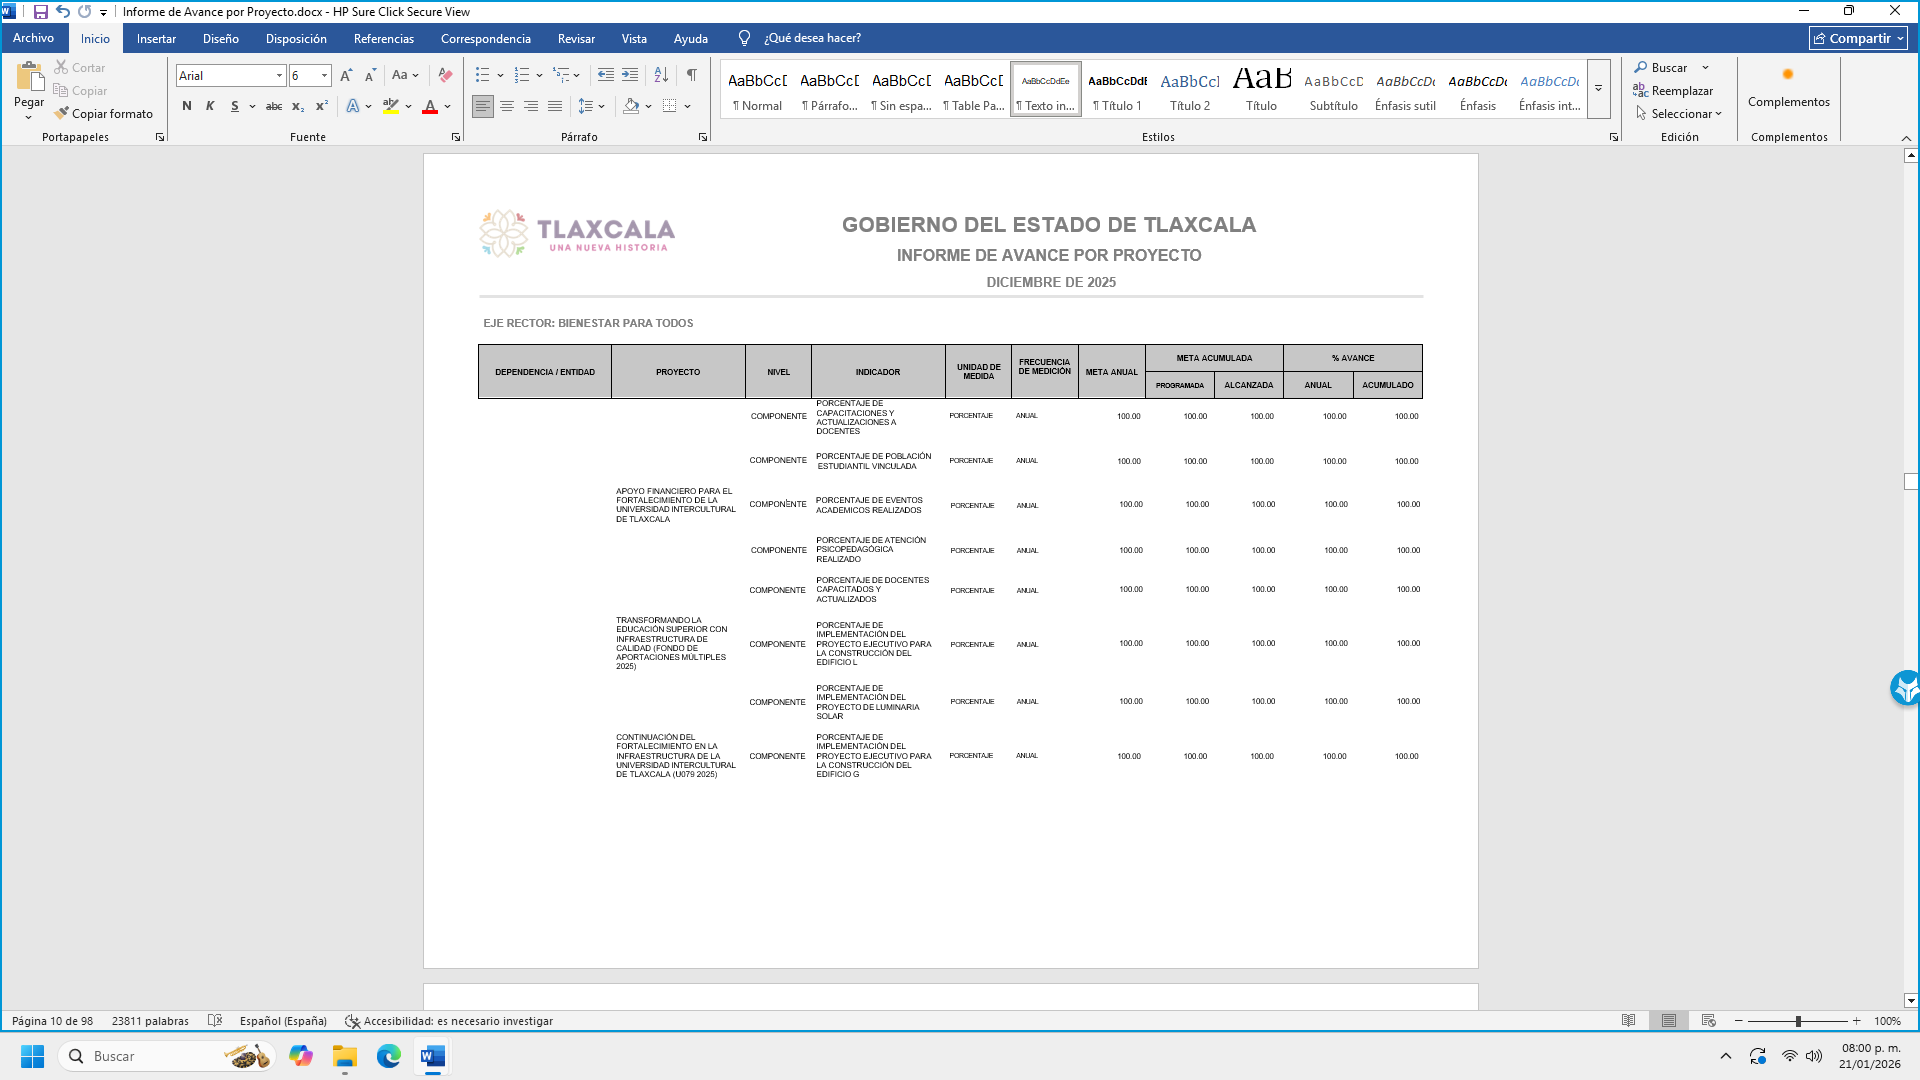 Informe de Avance por Proyecto.docx - HP Sure Click Secure View
Archivo Inicio Insertar Diseño Disposición Referencias Correspondencia Revisar Vista Ayuda ¿Qué desea hacer? Compartir
Pegar
Cortar
Copiar
Copiar formato
Portapapeles
Arial 6
Aa
N K S abc x₂ x²
Fuente
Párrafo
AaBbCcD AaBbCcD AaBbCcD AaBbCcD AaBbCcDdEe AaBbCcDdE AaBbCcI AaB AaBbCcD AaBbCcDc AaBbCcDc AaBbCcDc
¶ Normal ¶ Párrafo... ¶ Sin espa... ¶ Table Pa... ¶ Texto in... ¶ Título 1 Título 2 Título Subtítulo Énfasis sutil Énfasis Énfasis int...
Estilos
Buscar
Reemplazar
Seleccionar
Edición
Complementos
Complementos
TLAXCALA
UNA NUEVA HISTORIA
GOBIERNO DEL ESTADO DE TLAXCALA
INFORME DE AVANCE POR PROYECTO
DICIEMBRE DE 2025
EJE RECTOR: BIENESTAR PARA TODOS
DEPENDENCIA / ENTIDAD PROYECTO NIVEL INDICADOR UNIDAD DE MEDIDA FRECUENCIA DE MEDICIÓN META ANUAL META ACUMULADA % AVANCE
PROGRAMADA ALCANZADA ANUAL ACUMULADO
COMPONENTE PORCENTAJE DE CAPACITACIONES Y ACTUALIZACIONES A DOCENTES PORCENTAJE ANUAL 100.00 100.00 100.00 100.00 100.00
COMPONENTE PORCENTAJE DE POBLACIÓN ESTUDIANTIL VINCULADA PORCENTAJE ANUAL 100.00 100.00 100.00 100.00 100.00
APOYO FINANCIERO PARA EL FORTALECIMIENTO DE LA UNIVERSIDAD INTERCULTURAL DE TLAXCALA COMPONENTE PORCENTAJE DE EVENTOS ACADEMICOS REALIZADOS PORCENTAJE ANUAL 100.00 100.00 100.00 100.00 100.00
COMPONENTE PORCENTAJE DE ATENCIÓN PSICOPEDAGÓGICA REALIZADO PORCENTAJE ANUAL 100.00 100.00 100.00 100.00 100.00
COMPONENTE PORCENTAJE DE DOCENTES CAPACITADOS Y ACTUALIZADOS PORCENTAJE ANUAL 100.00 100.00 100.00 100.00 100.00
TRANSFORMANDO LA EDUCACIÓN SUPERIOR CON INFRAESTRUCTURA DE CALIDAD (FONDO DE APORTACIONES MÚLTIPLES 2025) COMPONENTE PORCENTAJE DE IMPLEMENTACIÓN DEL PROYECTO EJECUTIVO PARA LA CONSTRUCCIÓN DEL EDIFICIO L PORCENTAJE ANUAL 100.00 100.00 100.00 100.00 100.00
COMPONENTE PORCENTAJE DE IMPLEMENTACIÓN DEL PROYECTO DE LUMINARIA SOLAR PORCENTAJE ANUAL 100.00 100.00 100.00 100.00 100.00
CONTINUACIÓN DEL FORTALECIMIENTO EN LA INFRAESTRUCTURA DE LA UNIVERSIDAD INTERCULTURAL DE TLAXCALA (U079 2025) COMPONENTE PORCENTAJE DE IMPLEMENTACIÓN DEL PROYECTO EJECUTIVO PARA LA CONSTRUCCIÓN DEL EDIFICIO G PORCENTAJE ANUAL 100.00 100.00 100.00 100.00 100.00
Página 10 de 98 23811 palabras Español (España) Accesibilidad: es necesario investigar 100%
Buscar
08:00 p. m.
21/01/2026